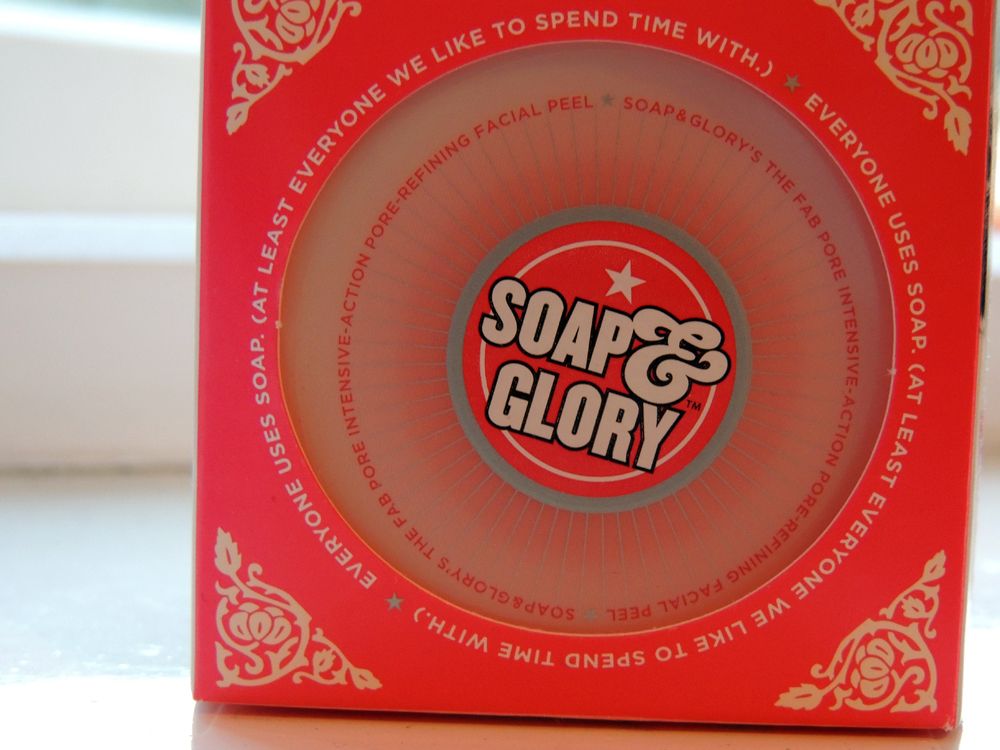 EVERYONE USES SOAP. (AT LEAST EVERYONE WE LIKE TO SPEND TIME WITH.) ★
EVERYONE USES SOAP. (AT LEAST EVERYONE WE LIKE TO SPEND TIME WITH.) ★
SOAP&GLORY'S THE FAB PORE INTENSIVE-ACTION PORE-REFINING FACIAL PEEL ★
SOAP&GLORY'S THE FAB PORE INTENSIVE-ACTION PORE-REFINING FACIAL PEEL ★
SOAP&
GLORY™